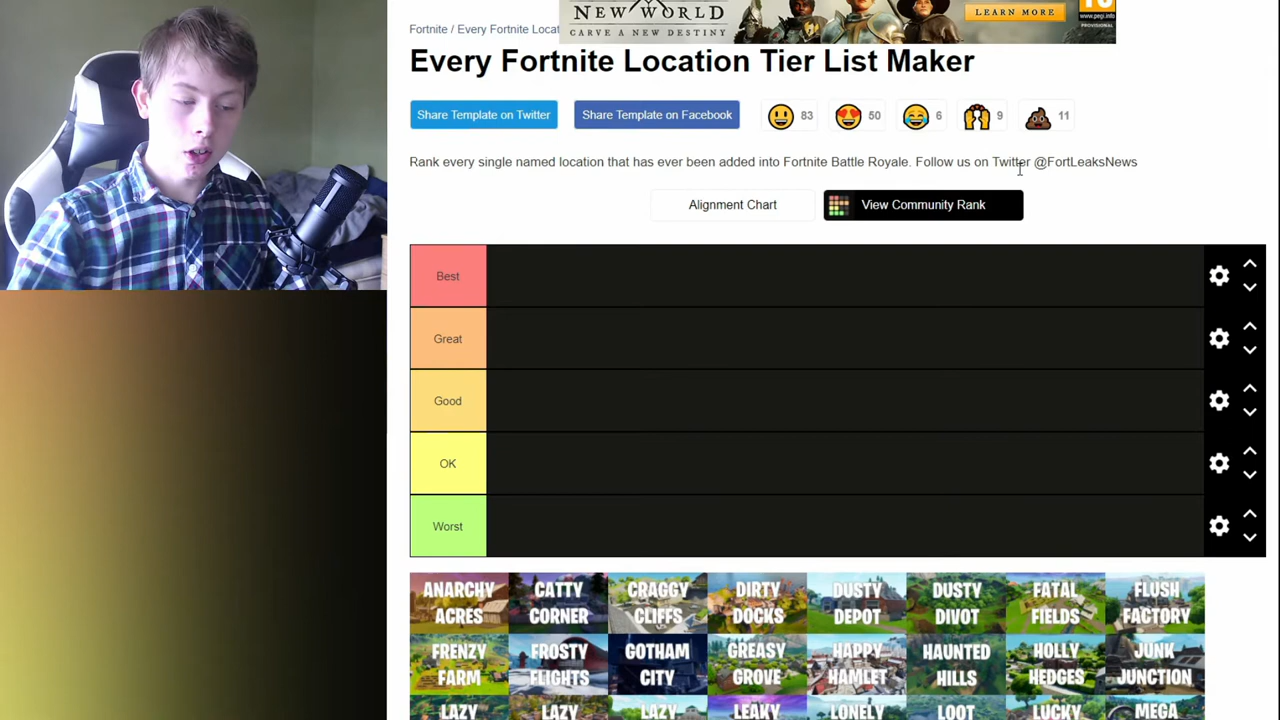 NEW WORLD
CARVE A NEW DESTINY
LEARN MORE
www.pegi.info
PROVISIONAL
Fortnite / Every Fortnite Locat
Every Fortnite Location Tier List Maker
Share Template on Twitter
Share Template on Facebook
83
50
6
9
11
Rank every single named location that has ever been added into Fortnite Battle Royale. Follow us on Twitter @FortLeaksNews
Alignment Chart
View Community Rank
Best
Great
Good
OK
Worst
ANARCHY ACRES
CATTY CORNER
CRAGGY CLIFFS
DIRTY DOCKS
DUSTY DEPOT
DUSTY DIVOT
FATAL FIELDS
FLUSH FACTORY
FRENZY FARM
FROSTY FLIGHTS
GOTHAM CITY
GREASY GROVE
HAPPY HAMLET
HAUNTED HILLS
HOLLY HEDGES
JUNK JUNCTION
LAZY
LAZY
LAZY
LEAKY
LONELY
LOOT
LUCKY
MEGA